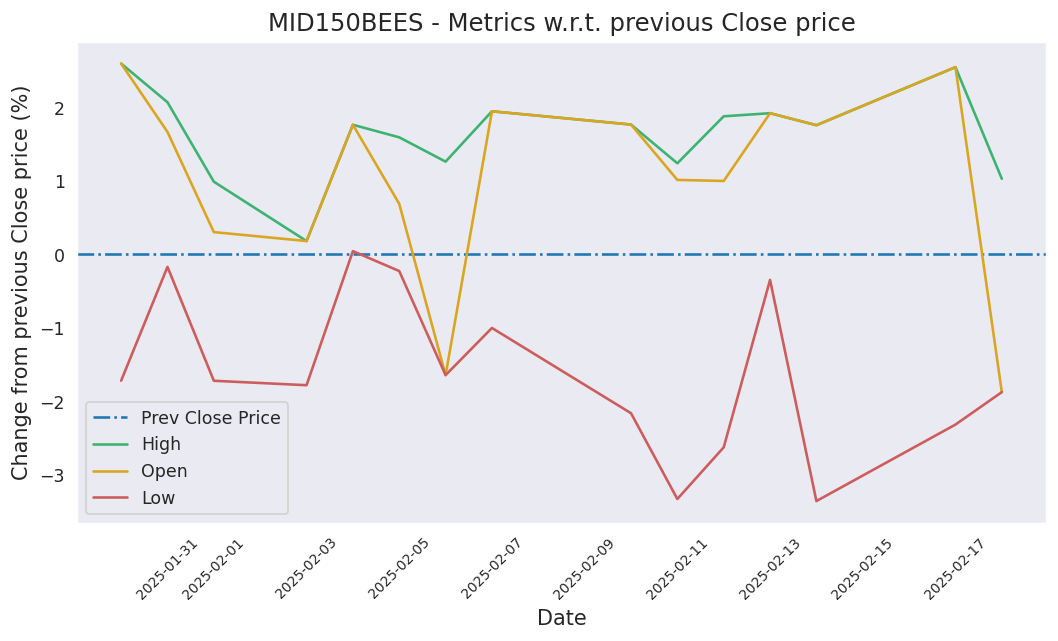 MID150BEES - Metrics w.r.t. previous Close price
Change from previous Close price (%)
2
1
0
−1
−2
−3
Prev Close Price
High
Open
Low
2025-01-31
2025-02-01
2025-02-03
2025-02-05
2025-02-07
2025-02-09
2025-02-11
2025-02-13
2025-02-15
2025-02-17
Date